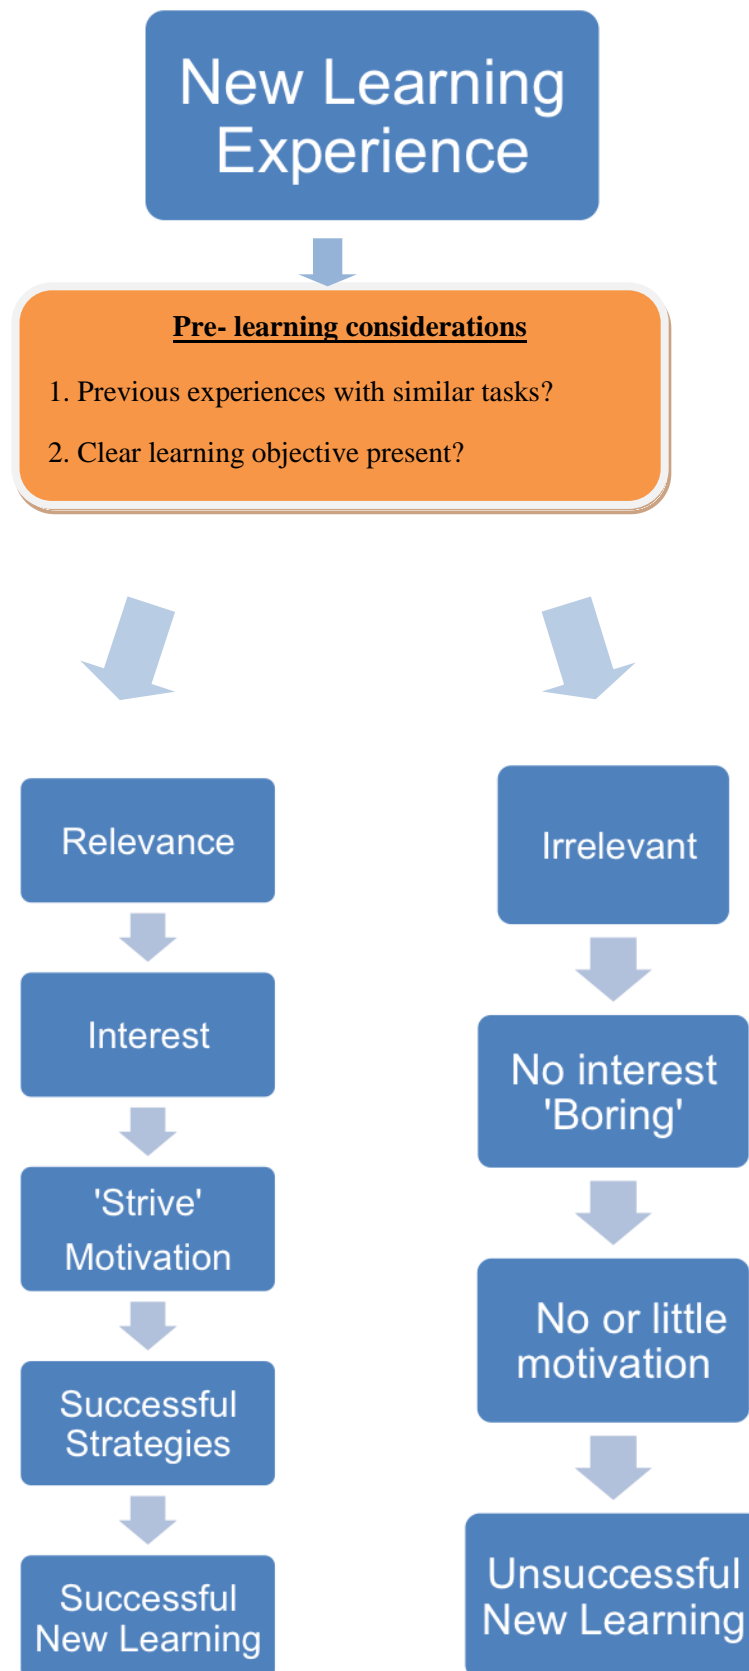 New Learning
Experience
Pre- learning considerations
1. Previous experiences with similar tasks?
2. Clear learning objective present?
Relevance
Interest
'Strive'
Motivation
Successful
Strategies
Successful
New Learning
Irrelevant
No interest
'Boring'
No or little
motivation
Unsuccessful
New Learning